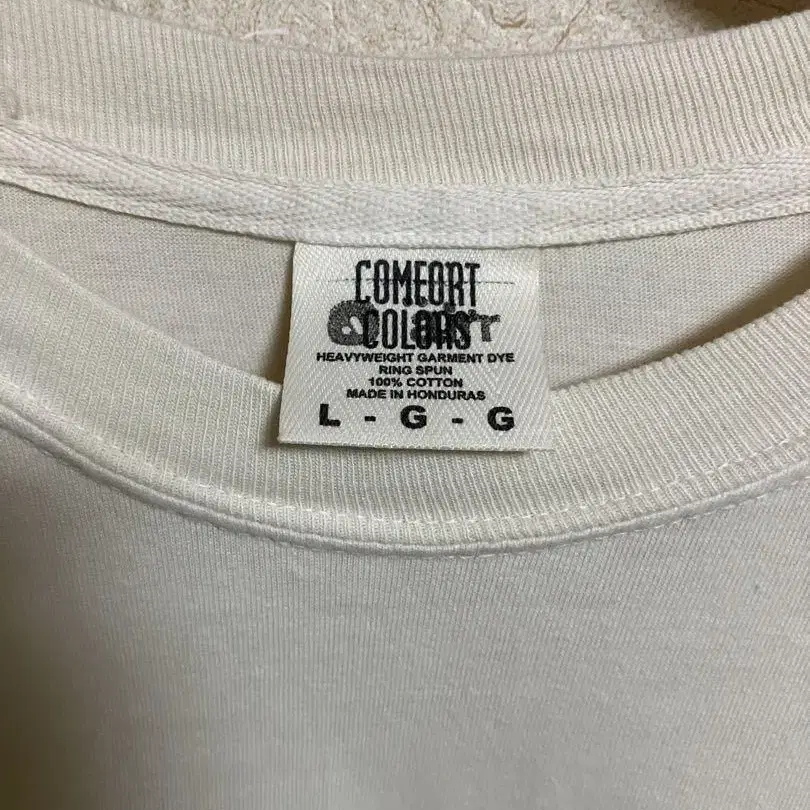 COMFORT
COLORS
HEAVYWEIGHT GARMENT DYE
RING SPUN
100% COTTON
MADE IN HONDURAS
L - G - G